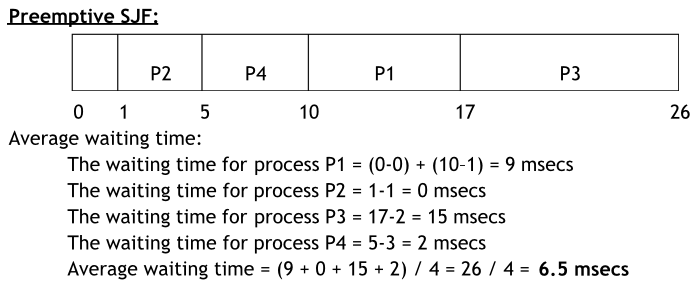 Preemptive SJF:
P2 P4 P1 P3
0 1 5 10 17 26
Average waiting time:
The waiting time for process P1 = (0-0) + (10-1) = 9 msecs
The waiting time for process P2 = 1-1 = 0 msecs
The waiting time for process P3 = 17-2 = 15 msecs
The waiting time for process P4 = 5-3 = 2 msecs
Average waiting time = (9 + 0 + 15 + 2) / 4 = 26 / 4 = 6.5 msecs